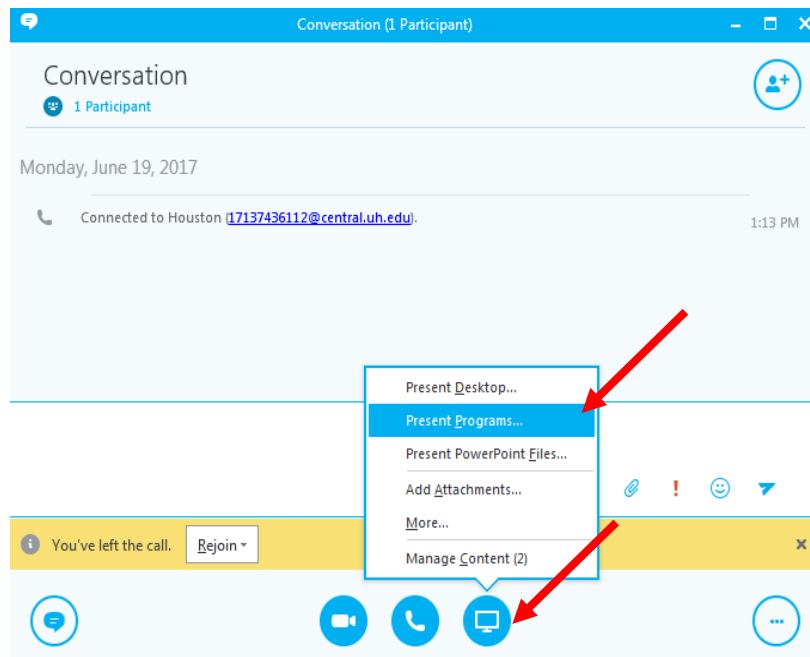 Conversation (1 Participant)
Conversation
1 Participant
Monday, June 19, 2017
Connected to Houston (17137436112@central.uh.edu).
1:13 PM
Present Desktop...
Present Programs...
Present PowerPoint Files...
Add Attachments...
!
More...
You've left the call.
Rejoin
Manage Content (2)